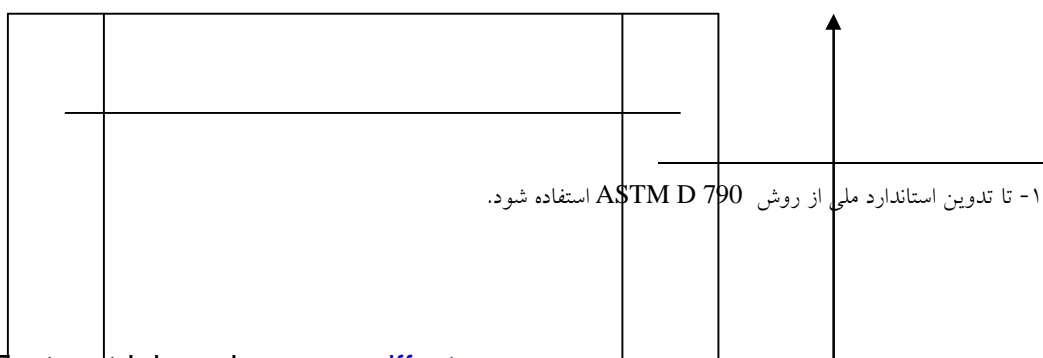 ۱- تا تدوین استاندارد ملی از روش ASTM D 790 استفاده شود.